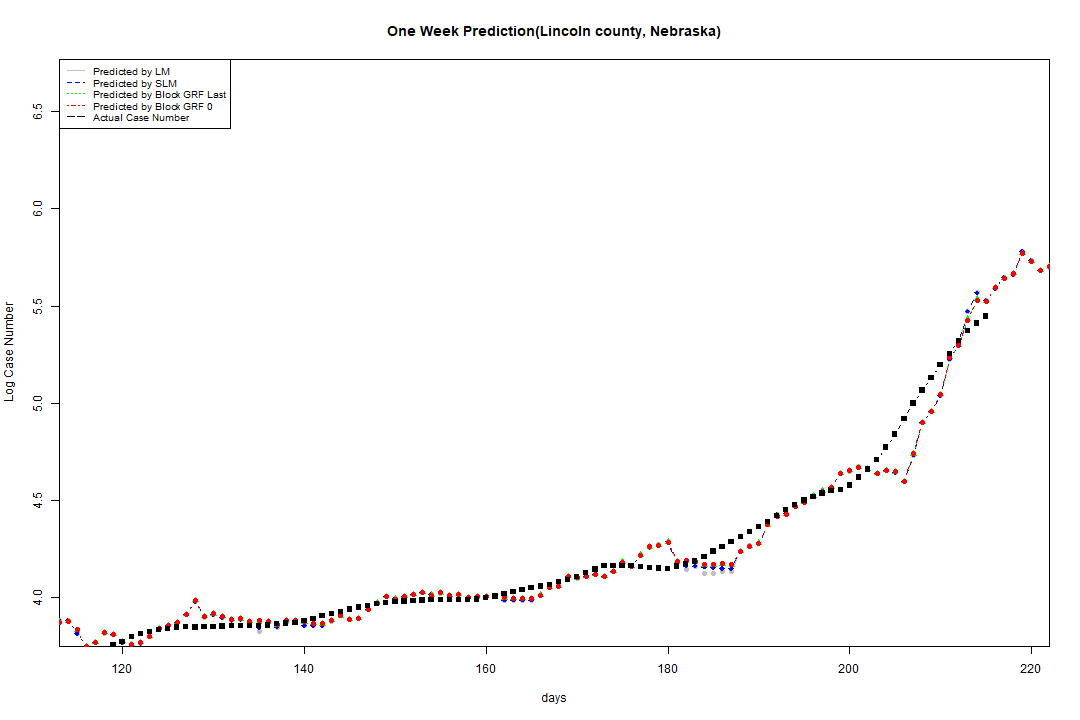 One Week Prediction(Lincoln county, Nebraska)
Predicted by LM
Predicted by SLM
Predicted by Block GRF Last
Predicted by Block GRF 0
Actual Case Number
6.5
6.0
5.5
5.0
4.5
4.0
Log Case Number
120 140 160 180 200 220
days